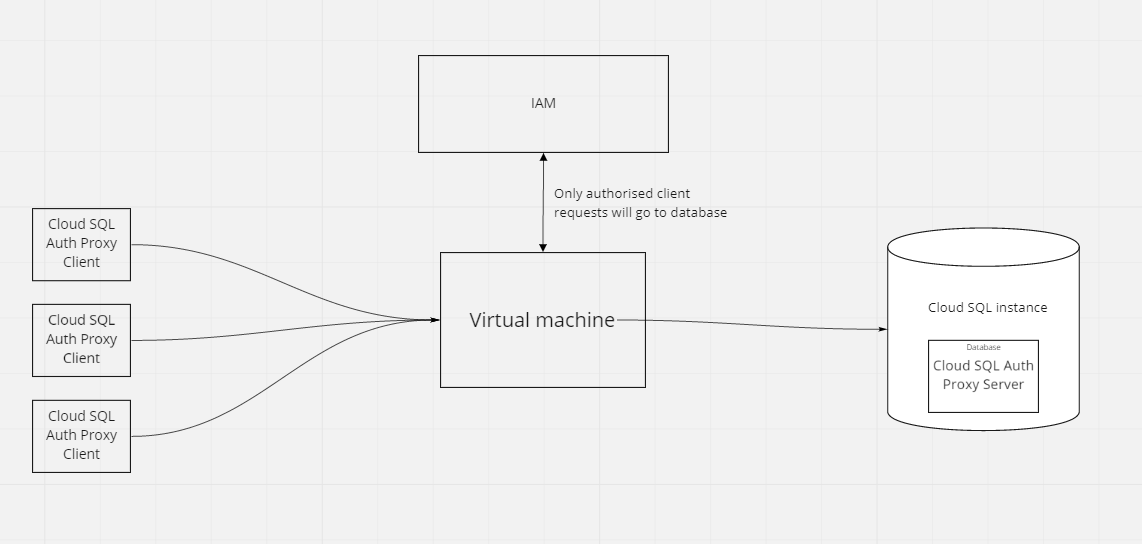 IAM
Only authorised client
requests will go to database
Cloud SQL
Auth Proxy
Client
Cloud SQL
Auth Proxy
Client
Cloud SQL
Auth Proxy
Client
Virtual machine
Cloud SQL instance
Database
Cloud SQL Auth
Proxy Server